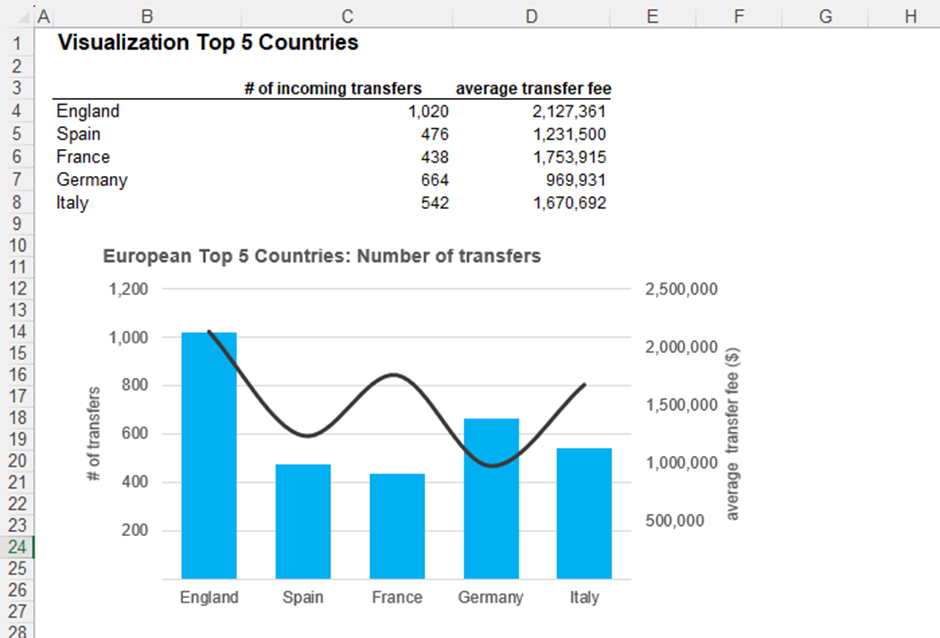 A B C D E F G H
1 Visualization Top 5 Countries
2
3 # of incoming transfers average transfer fee
4 England 1,020 2,127,361
5 Spain 476 1,231,500
6 France 438 1,753,915
7 Germany 664 969,931
8 Italy 542 1,670,692
9
10 European Top 5 Countries: Number of transfers
11
12 1,200 2,500,000
13
14 1,000
15 2,000,000
16 800
17
18 1,500,000
19 600
20 1,000,000
21 400
22
23 200 500,000
24
25
26
27 England Spain France Germany Italy
28
# of transfers
average transfer fee ($)